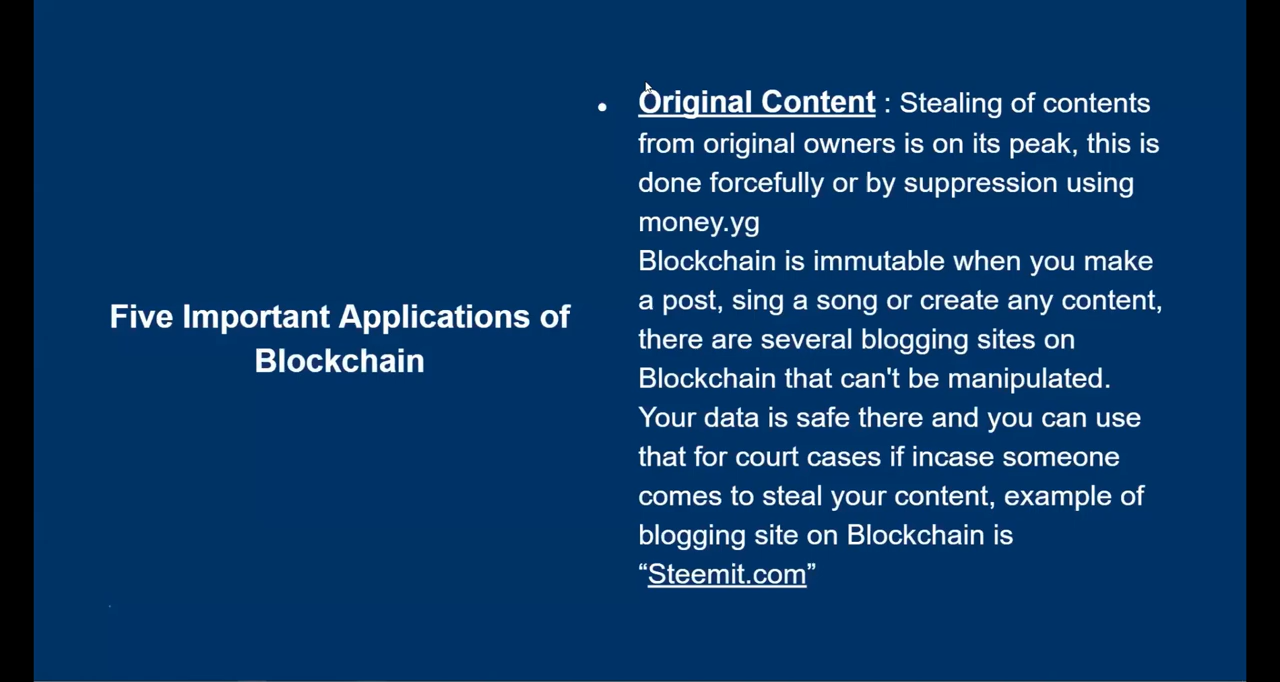 Five Important Applications of
Blockchain
• Original Content : Stealing of contents
from original owners is on its peak, this is
done forcefully or by suppression using
money.yg
Blockchain is immutable when you make
a post, sing a song or create any content,
there are several blogging sites on
Blockchain that can't be manipulated.
Your data is safe there and you can use
that for court cases if incase someone
comes to steal your content, example of
blogging site on Blockchain is
“Steemit.com”